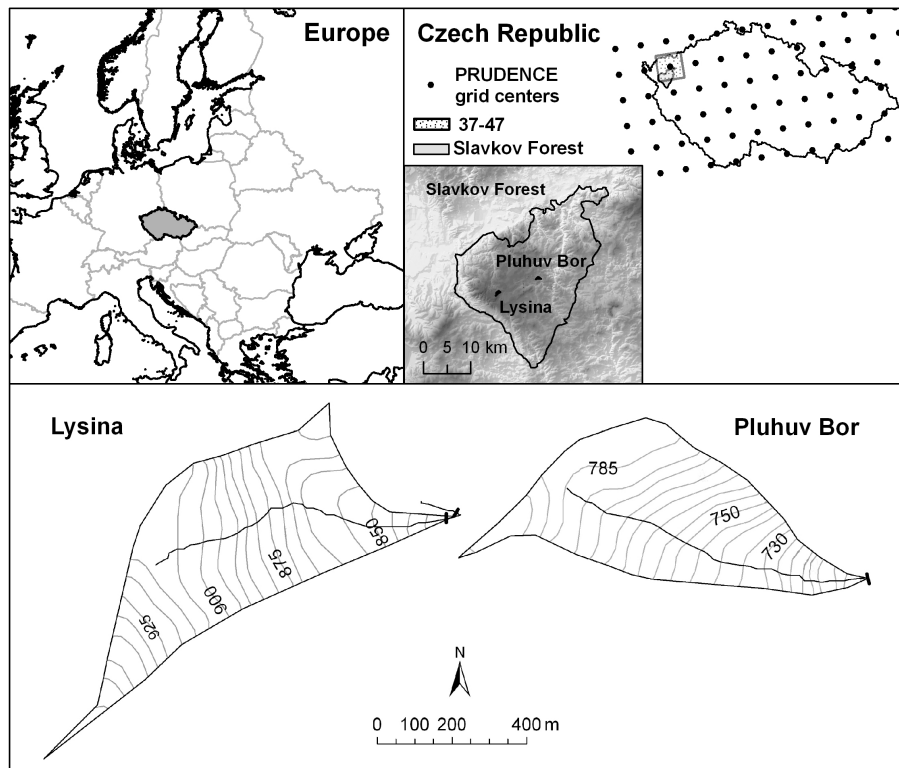 Europe
Czech Republic
PRUDENCE
grid centers
37-47
Slavkov Forest
Slavkov Forest
Pluhuv Bor
Lysina
0 5 10 km
Lysina
Pluhuv Bor
785
750
730
850
875
900
925
N
0 100 200 400 m